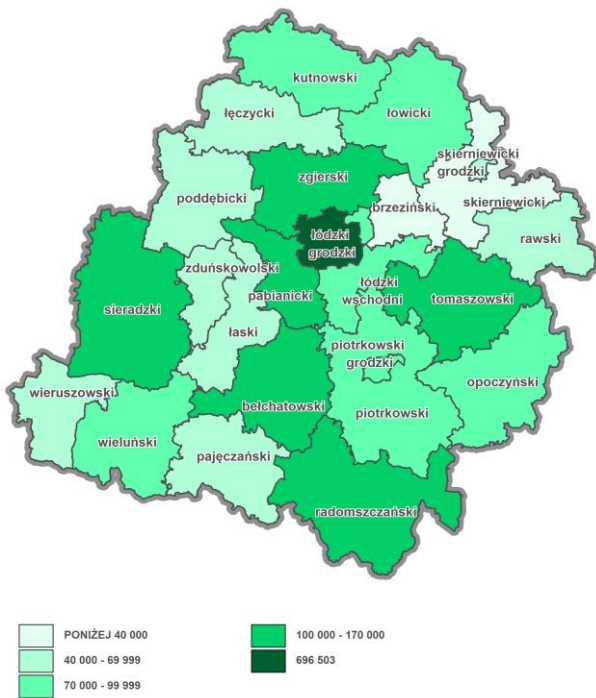 kutnowski
łęczycki
łowicki
skierniewicki
grodzki
zgierski
poddębicki
brzeziński
skierniewicki
łódzki
grodzki
rawski
zduńskowolski
łódzki
wschodni
pabianicki
tomaszowski
sieradzki
łaski
piotrkowski
grodzki
wieruszowski
opoczyński
bełchatowski
piotrkowski
wieluński
pajęczański
radomszczański
PONIŻEJ 40 000
40 000 - 69 999
70 000 - 99 999
100 000 - 170 000
696 503